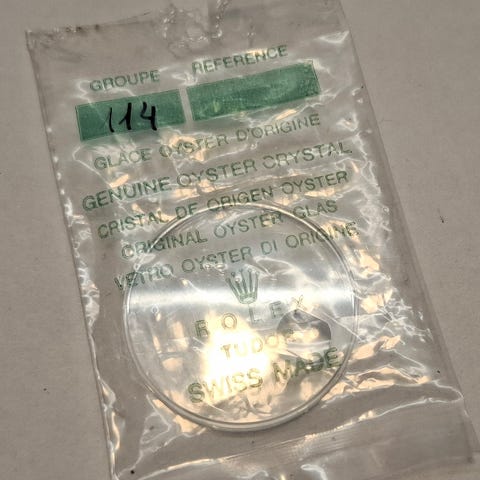 GROUPE REFERENCE
114
GLACE OYSTER D'ORIGINE
GENUINE OYSTER CRYSTAL
CRISTAL DE ORIGEN OYSTER
ORIGINAL OYSTER GLAS
VETRO OYSTER DI ORIGINE
ROLEX
TUDOR
SWISS MADE